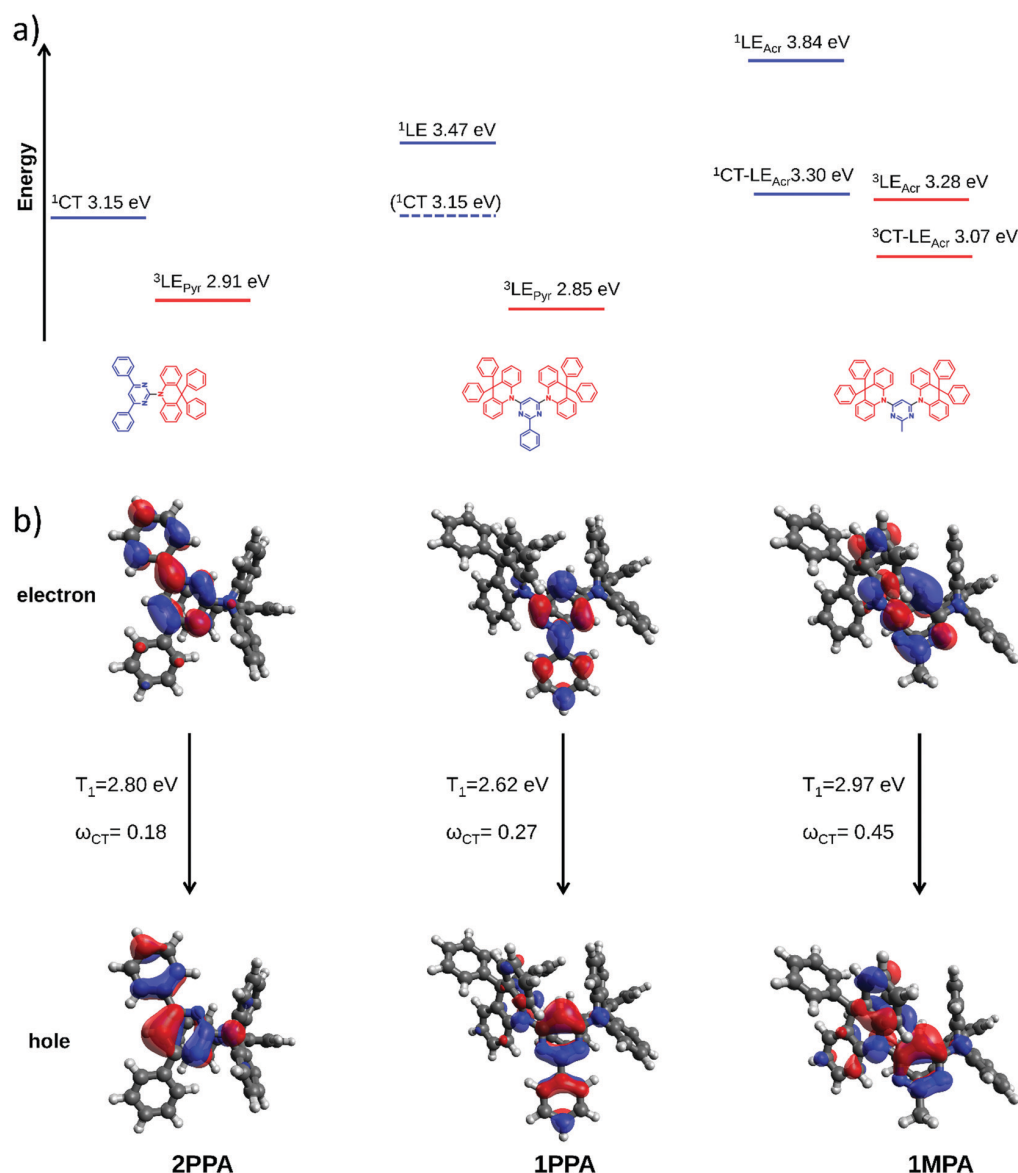 a)
Energy
¹CT 3.15 eV
³LE_Pyr 2.91 eV
¹LE 3.47 eV
(¹CT 3.15 eV)
³LE_Pyr 2.85 eV
¹LE_Acr 3.84 eV
¹CT-LE_Acr 3.30 eV
³LE_Acr 3.28 eV
³CT-LE_Acr 3.07 eV
N
N
N
N
N
N
N
N
N
N
N
b)
electron
T₁=2.80 eV
ω_CT= 0.18
T₁=2.62 eV
ω_CT= 0.27
T₁=2.97 eV
ω_CT= 0.45
hole
2PPA
1PPA
1MPA